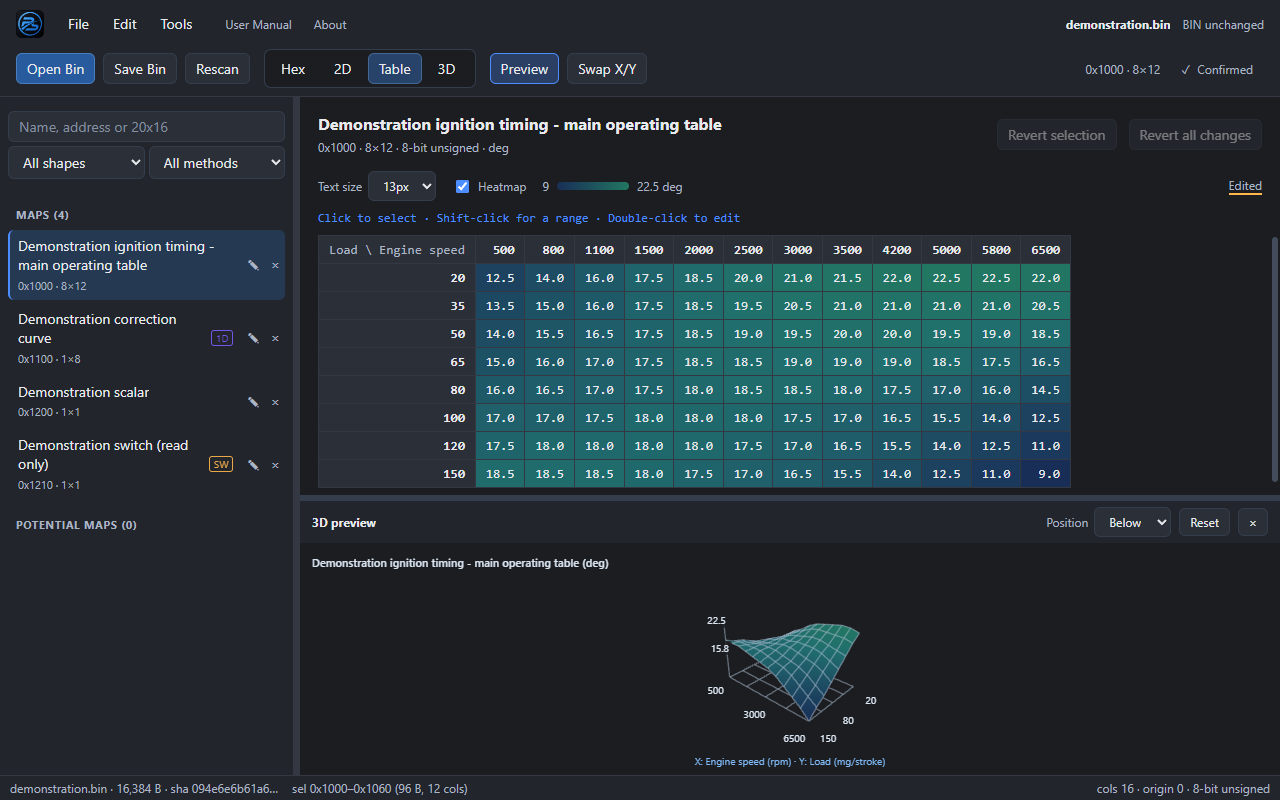 File Edit Tools User Manual About demonstration.bin BIN unchanged
Open Bin Save Bin Rescan Hex 2D Table 3D Preview Swap X/Y 0x1000 · 8×12 ✓ Confirmed
Name, address or 20x16
All shapes All methods
MAPS (4)
Demonstration ignition timing -
main operating table
0x1000 · 8×12
Demonstration correction
curve
1D
0x1100 · 1×8
Demonstration scalar
0x1200 · 1×1
Demonstration switch (read
only)
SW
0x1210 · 1×1
POTENTIAL MAPS (0)
Demonstration ignition timing - main operating table
0x1000 · 8×12 · 8-bit unsigned · deg
Revert selection Revert all changes
Text size 13px Heatmap 9 22.5 deg Edited
Click to select · Shift-click for a range · Double-click to edit
Load \ Engine speed 500 800 1100 1500 2000 2500 3000 3500 4200 5000 5800 6500
20 12.5 14.0 16.0 17.5 18.5 20.0 21.0 21.5 22.0 22.5 22.5 22.0
35 13.5 15.0 16.0 17.5 18.5 19.5 20.5 21.0 21.0 21.0 21.0 20.5
50 14.0 15.5 16.5 17.5 18.5 19.0 19.5 20.0 20.0 19.5 19.0 18.5
65 15.0 16.0 17.0 17.5 18.5 18.5 19.0 19.0 19.0 18.5 17.5 16.5
80 16.0 16.5 17.0 17.5 18.0 18.5 18.5 18.0 17.5 17.0 16.0 14.5
100 17.0 17.0 17.5 18.0 18.0 18.0 17.5 17.0 16.5 15.5 14.0 12.5
120 17.5 18.0 18.0 18.0 18.0 17.5 17.0 16.5 15.5 14.0 12.5 11.0
150 18.5 18.5 18.5 18.0 17.5 17.0 16.5 15.5 14.0 12.5 11.0 9.0
3D preview Position Below Reset ×
Demonstration ignition timing - main operating table (deg)
22.5
15.8
500
20
3000
80
6500 150
X: Engine speed (rpm) · Y: Load (mg/stroke)
demonstration.bin · 16,384 B · sha 094e6e6b61a6... sel 0x1000–0x1060 (96 B, 12 cols) cols 16 · origin 0 · 8-bit unsigned